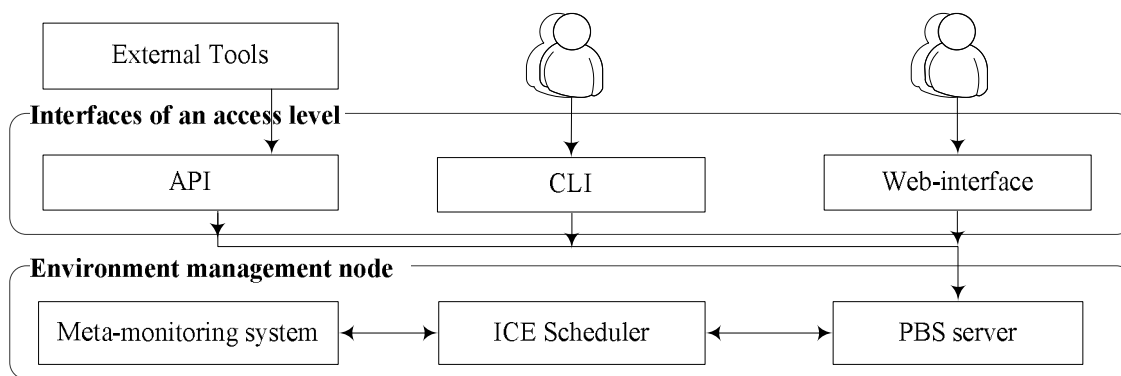 External Tools
Interfaces of an access level
API
CLI
Web-interface
Environment management node
Meta-monitoring system
ICE Scheduler
PBS server